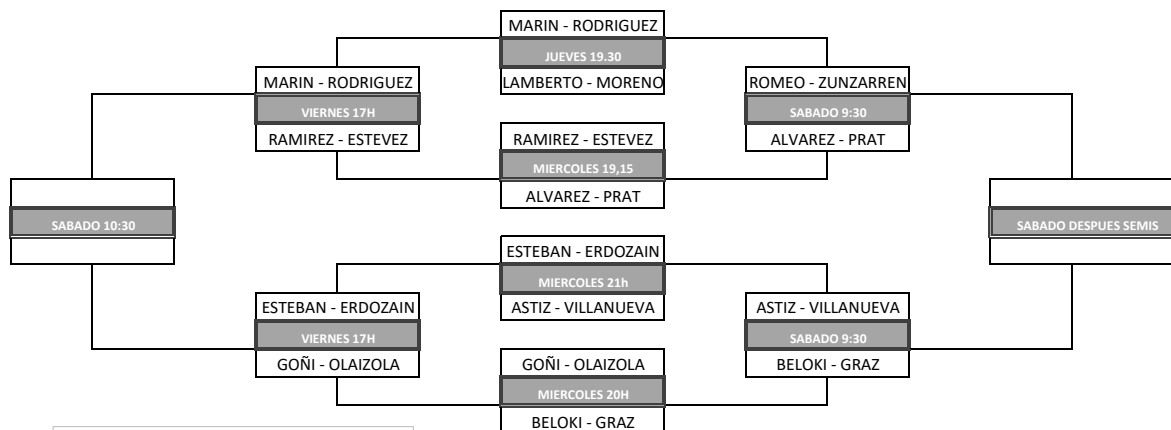 MARIN - RODRIGUEZ
JUEVES 19.30
LAMBERTO - MORENO
MARIN - RODRIGUEZ
VIERNES 17H
RAMIREZ - ESTEVEZ
ROMEO - ZUNZARREN
SABADO 9:30
ALVAREZ - PRAT
RAMIREZ - ESTEVEZ
MIERCOLES 19,15
ALVAREZ - PRAT
SABADO 10:30
SABADO DESPUES SEMIS
ESTEBAN - ERDOZAIN
MIERCOLES 21h
ASTIZ - VILLANUEVA
ESTEBAN - ERDOZAIN
VIERNES 17H
GOÑI - OLAIZOLA
ASTIZ - VILLANUEVA
SABADO 9:30
BELOKI - GRAZ
GOÑI - OLAIZOLA
MIERCOLES 20H
BELOKI - GRAZ